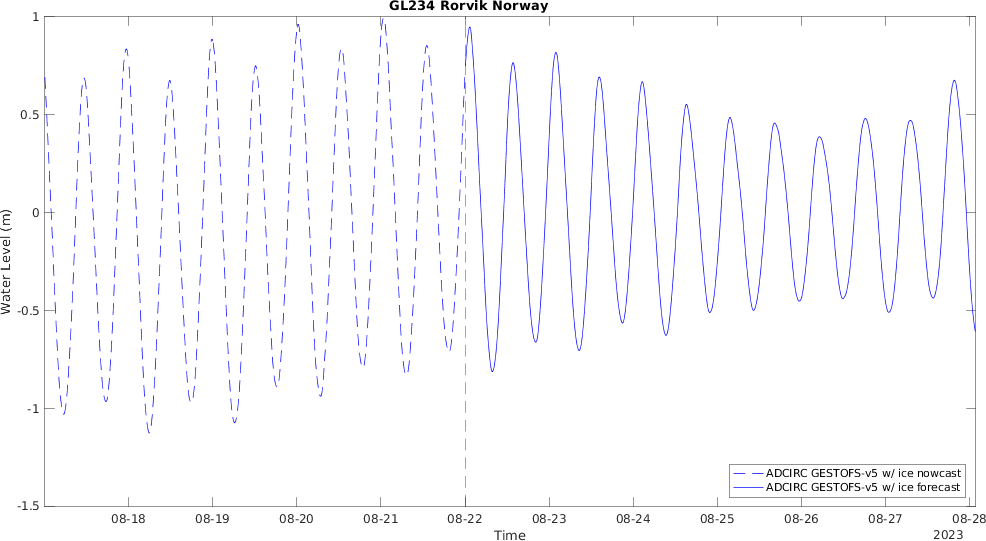 GL234 Rorvik Norway
1
0.5
0
-0.5
-1
-1.5
Water Level (m)
ADCIRC GESTOFS-v5 w/ ice nowcast
ADCIRC GESTOFS-v5 w/ ice forecast
08-18 08-19 08-20 08-21 08-22 08-23 08-24 08-25 08-26 08-27 08-28
Time
2023